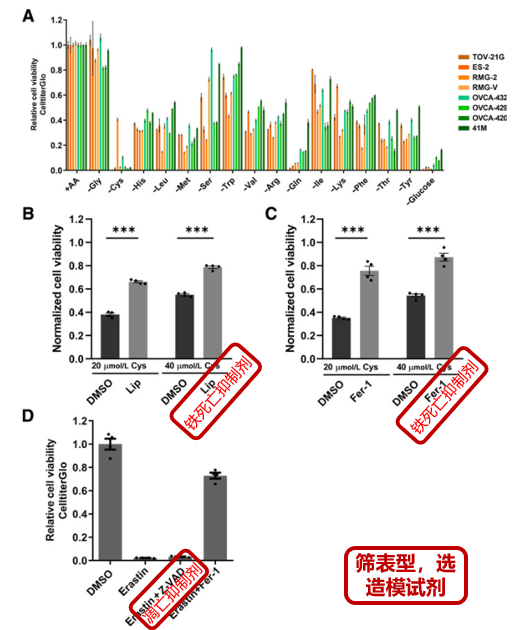 A
Relative cell viability
CelltiterGlo
1.2
1.0
0.8
0.6
0.4
0.2
0.0
+AA
-Gly
-Cys
-His
-Leu
-Met
-Ser
-Trp
-Val
-Arg
-Gln
-Ile
-Lys
-Phe
-Thr
-Tyr
-Glucose
TOV-21G
ES-2
RMG-2
RMG-V
OVCA-432
OVCA-429
OVCA-420
41M
B
Normalized cell viability
1.2
1.0
0.8
0.6
0.4
0.2
0.0
***
***
20 μmol/L Cys
40 μmol/L Cys
DMSO
Lip
DMSO
Lip
铁死亡抑制剂
C
Normalized cell viability
1.2
1.0
0.8
0.6
0.4
0.2
0.0
***
***
20 μmol/L Cys
40 μmol/L Cys
DMSO
Fer-1
DMSO
Fer-1
铁死亡抑制剂
D
Relative cell viability
CelltiterGlo
1.2
1.0
0.8
0.6
0.4
0.2
0.0
DMSO
Erastin
Erastin+Z-VAD
Erastin+Fer-1
凋亡抑制剂
筛表型，选
造模试剂